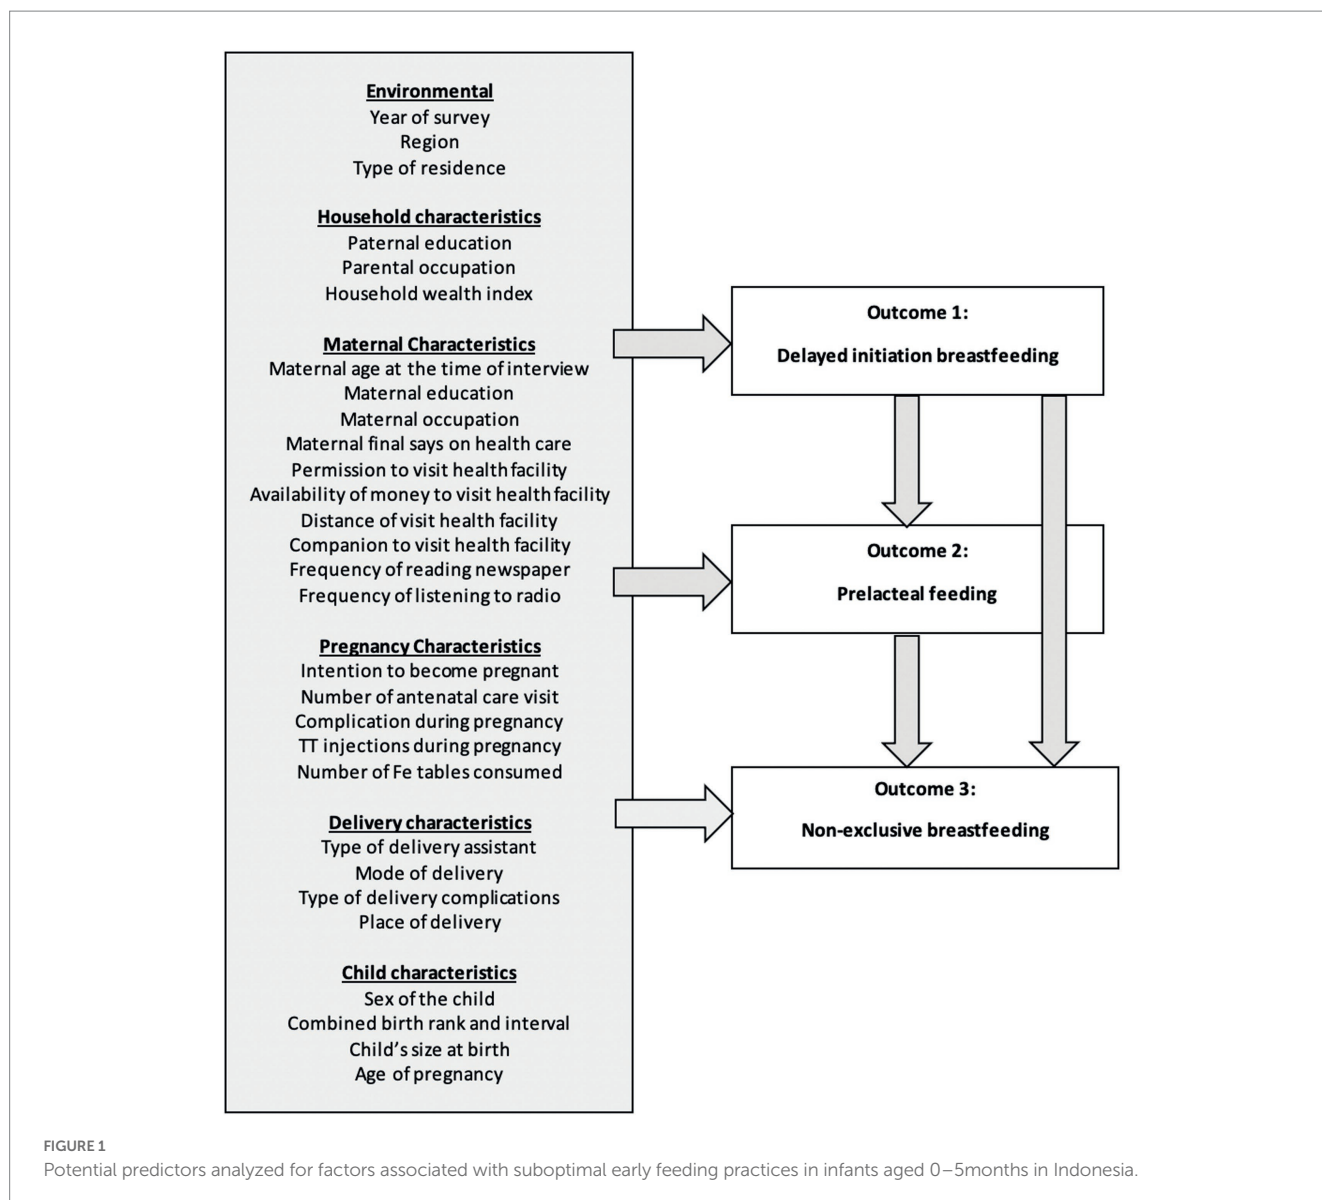 Environmental
Year of survey
Region
Type of residence
Household characteristics
Paternal education
Parental occupation
Household wealth index
Maternal Characteristics
Maternal age at the time of interview
Maternal education
Maternal occupation
Maternal final says on health care
Permission to visit health facility
Availability of money to visit health facility
Distance of visit health facility
Companion to visit health facility
Frequency of reading newspaper
Frequency of listening to radio
Pregnancy Characteristics
Intention to become pregnant
Number of antenatal care visit
Complication during pregnancy
TT injections during pregnancy
Number of Fe tables consumed
Delivery characteristics
Type of delivery assistant
Mode of delivery
Type of delivery complications
Place of delivery
Child characteristics
Sex of the child
Combined birth rank and interval
Child's size at birth
Age of pregnancy
Outcome 1:
Delayed initiation breastfeeding
Outcome 2:
Prelacteal feeding
Outcome 3:
Non-exclusive breastfeeding
FIGURE 1
Potential predictors analyzed for factors associated with suboptimal early feeding practices in infants aged 0–5months in Indonesia.